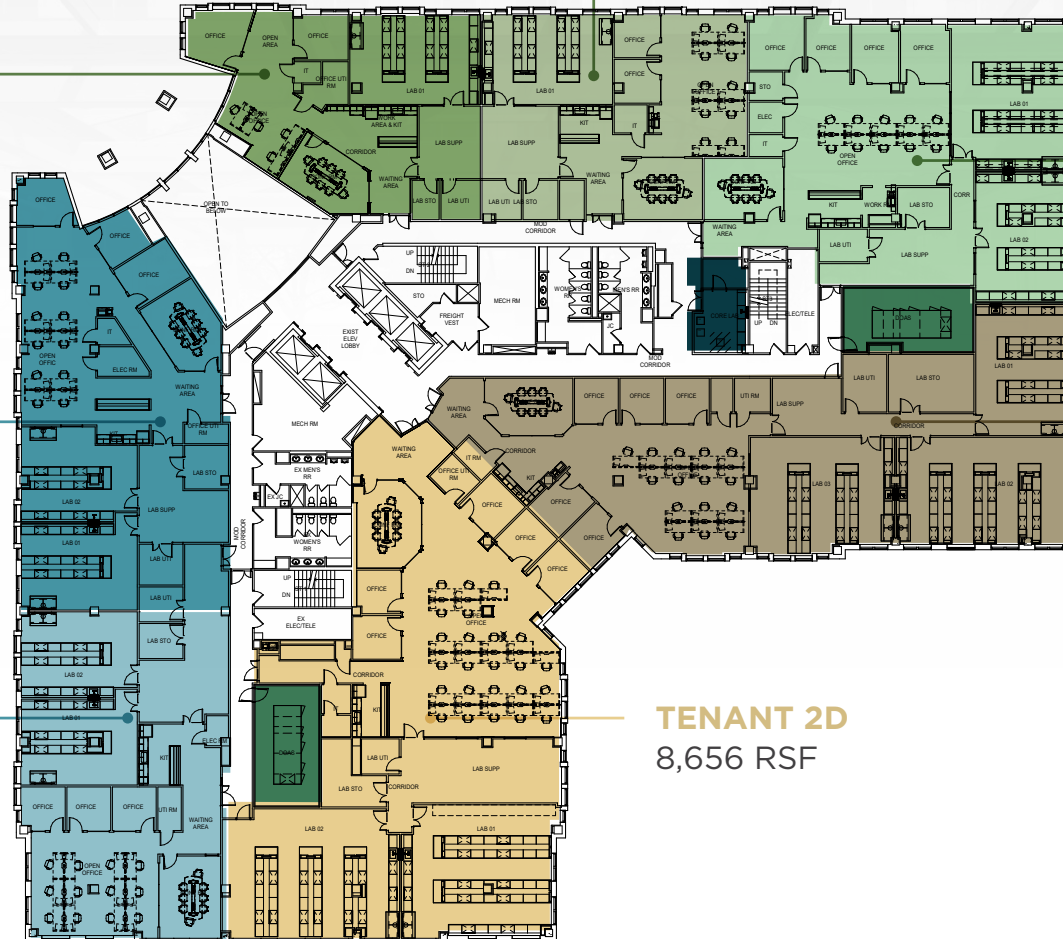 OFFICE
OPEN
AREA
OFFICE
IT
OFFICE UTI
RM
LAB 01
WORK
AREA & KIT
CORRIDOR
WAITING
AREA
LAB SUPP
LAB STO
LAB UTI
LAB 01
LAB SUPP
KIT
LAB UTI
LAB STO
WAITING
AREA
OFFICE
OFFICE
IT
MOD
CORRIDOR
OFFICE
OFFICE
OFFICE
OFFICE
STO
ELEC
IT
OPEN
OFFICE
LAB 01
CORR
KIT
LAB STO
WAITING
AREA
LAB UTI
LAB SUPP
LAB 02
OPEN TO
BELOW
UP
DN
STO
FREIGHT
VEST
MECH RM
WOMEN'S
RR
MEN'S RR
JC
EXIST
ELEV
LOBBY
UP
DN
ELEC/TELE
MOD
CORRIDOR
LAB UTI
LAB STO
LAB 01
OFFICE
OFFICE
OFFICE
IT
ELEC RM
WAITING
AREA
OFFICE UTI
RM
KIT
LAB STO
LAB 02
LAB SUPP
LAB 01
LAB UTI
LAB UTI
MECH RM
EX MEN'S
RR
EX JC
WOMEN'S
RR
MOD
CORRIDOR
UP
DN
EX
ELEC/TELE
WAITING
AREA
OFFICE
OFFICE
OFFICE
UTI RM
LAB SUPP
CORRIDOR
CORRIDOR
KIT
OFFICE
OFFICE
LAB 03
LAB 02
WAITING
AREA
IT RM
OFFICE UTI
RM
OFFICE
OFFICE
OFFICE
OFFICE
OFFICE
OFFICE
CORRIDOR
IT
KIT
LAB UTI
LAB STO
CORRIDOR
LAB SUPP
LAB 02
LAB 01
LAB STO
LAB 02
LAB 01
ELEC RM
KIT
OFFICE
OFFICE
OFFICE
UTI RM
WAITING
AREA
OPEN
OFFICE
TENANT 2D
8,656 RSF